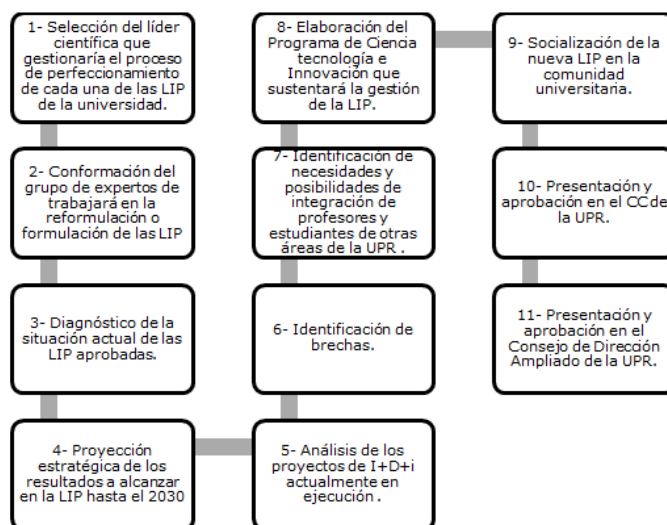 1- Selección del líder
científica que
gestionaría el proceso
de perfeccionamiento
de cada una de las LIP
de la universidad.
2- Conformación del
grupo de expertos de
trabajará en la
reformulación o
formulación de las LIP
3- Diagnóstico de la
situación actual de las
LIP aprobadas.
4- Proyección
estratégica de los
resultados a alcanzar
en la LIP hasta el 2030
5- Análisis de los
proyectos de I+D+i
actualmente en
ejecución .
6- Identificación de
brechas.
7- Identificación de
necesidades y
posibilidades de
integración de
profesores y
estudiantes de otras
áreas de la UPR .
8- Elaboración del
Programa de Ciencia
tecnología e
Innovación que
sustentará la gestión
de la LIP.
9- Socialización de la
nueva LIP en la
comunidad
universitaria.
10- Presentación y
aprobación en el CC de
la UPR.
11- Presentación y
aprobación en el
Consejo de Dirección
Ampliado de la UPR.